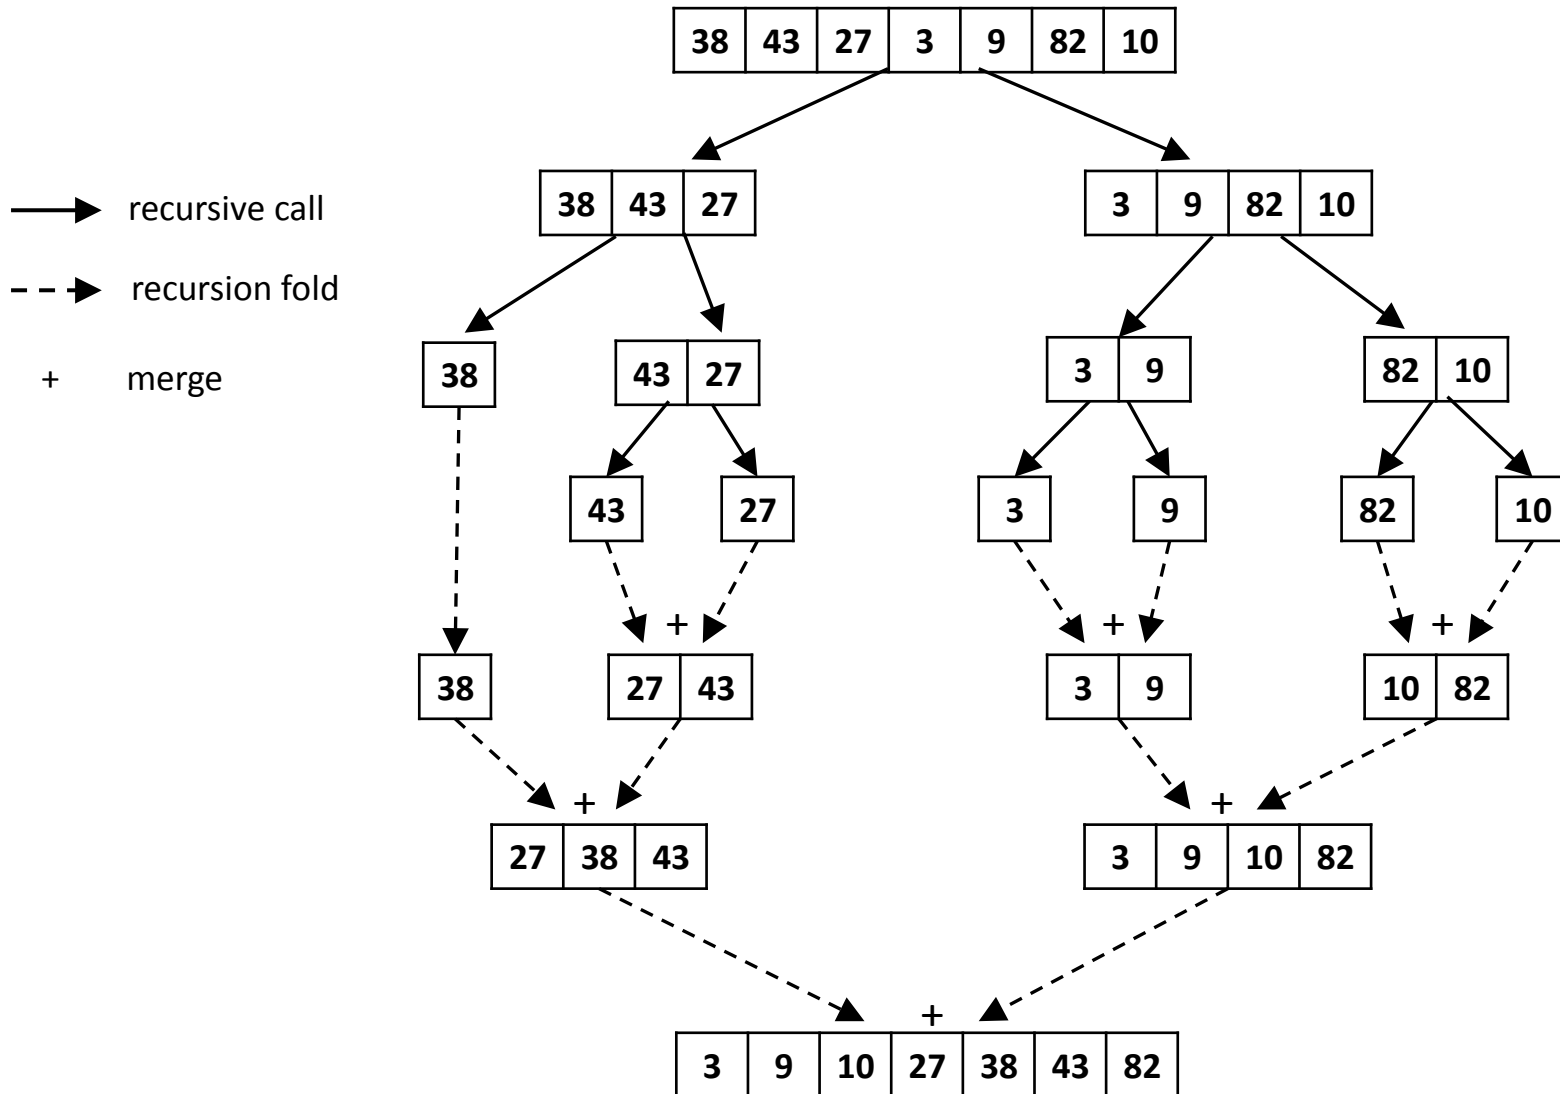 38 43 27 3 9 82 10
recursive call
38 43 27
3 9 82 10
recursion fold
+ merge
38
43 27
3 9
82 10
43
27
3
9
82
10
+
+
+
38
27 43
3 9
10 82
+
+
27 38 43
3 9 10 82
+
3 9 10 27 38 43 82